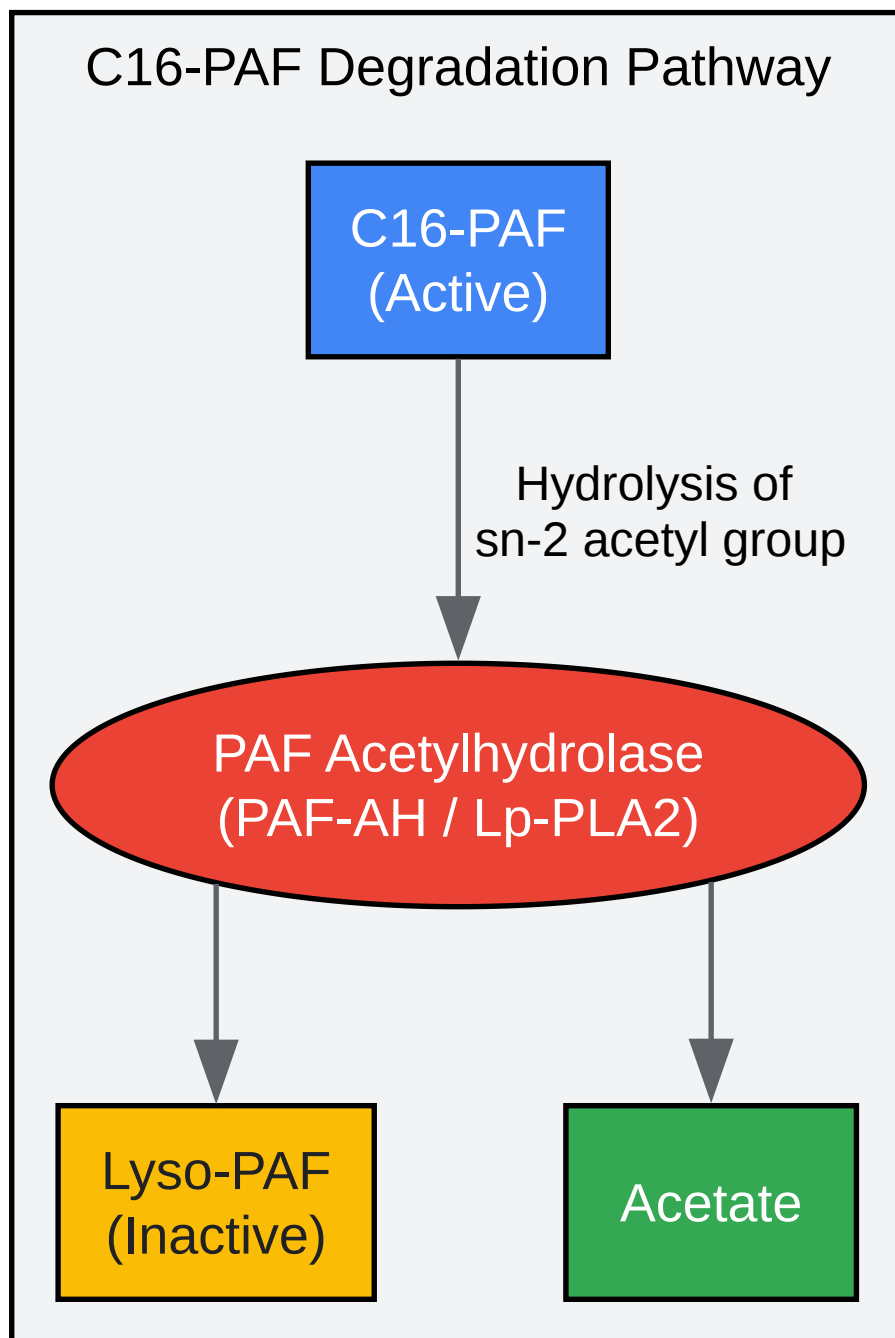 C16-PAF Degradation Pathway
C16-PAF
(Active)
Hydrolysis of
sn-2 acetyl group
PAF Acetylhydrolase
(PAF-AH / Lp-PLA2)
Lyso-PAF
(Inactive)
Acetate